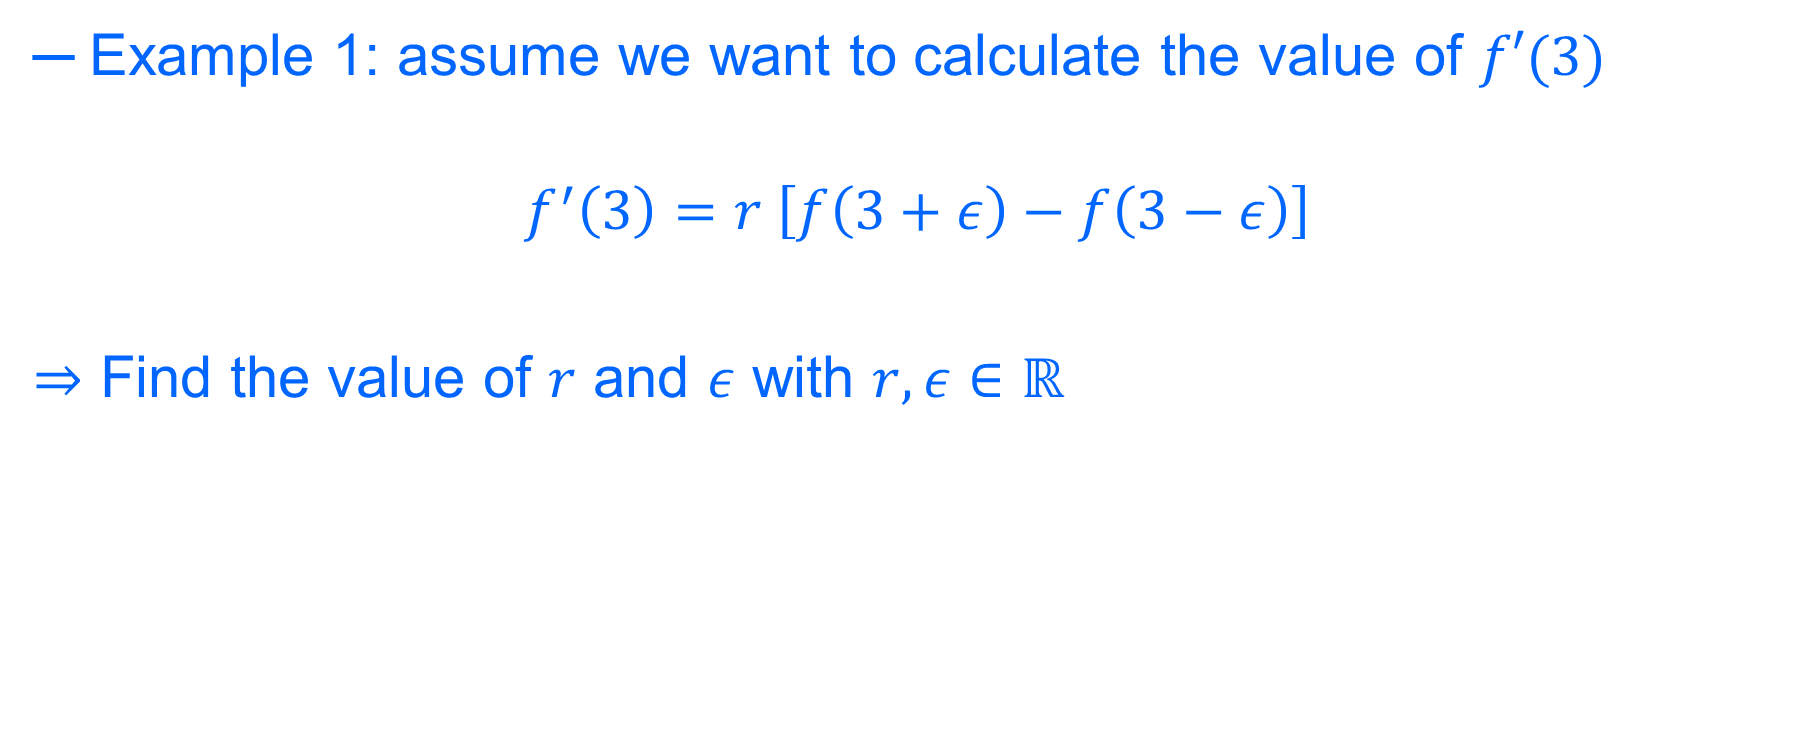 — Example 1: assume we want to calculate the value of 𝑓′(3)
𝑓′(3) = 𝑟 [𝑓(3 + 𝜖) − 𝑓(3 − 𝜖)]
⇒ Find the value of 𝑟 and 𝜖 with 𝑟, 𝜖 ∈ ℝ